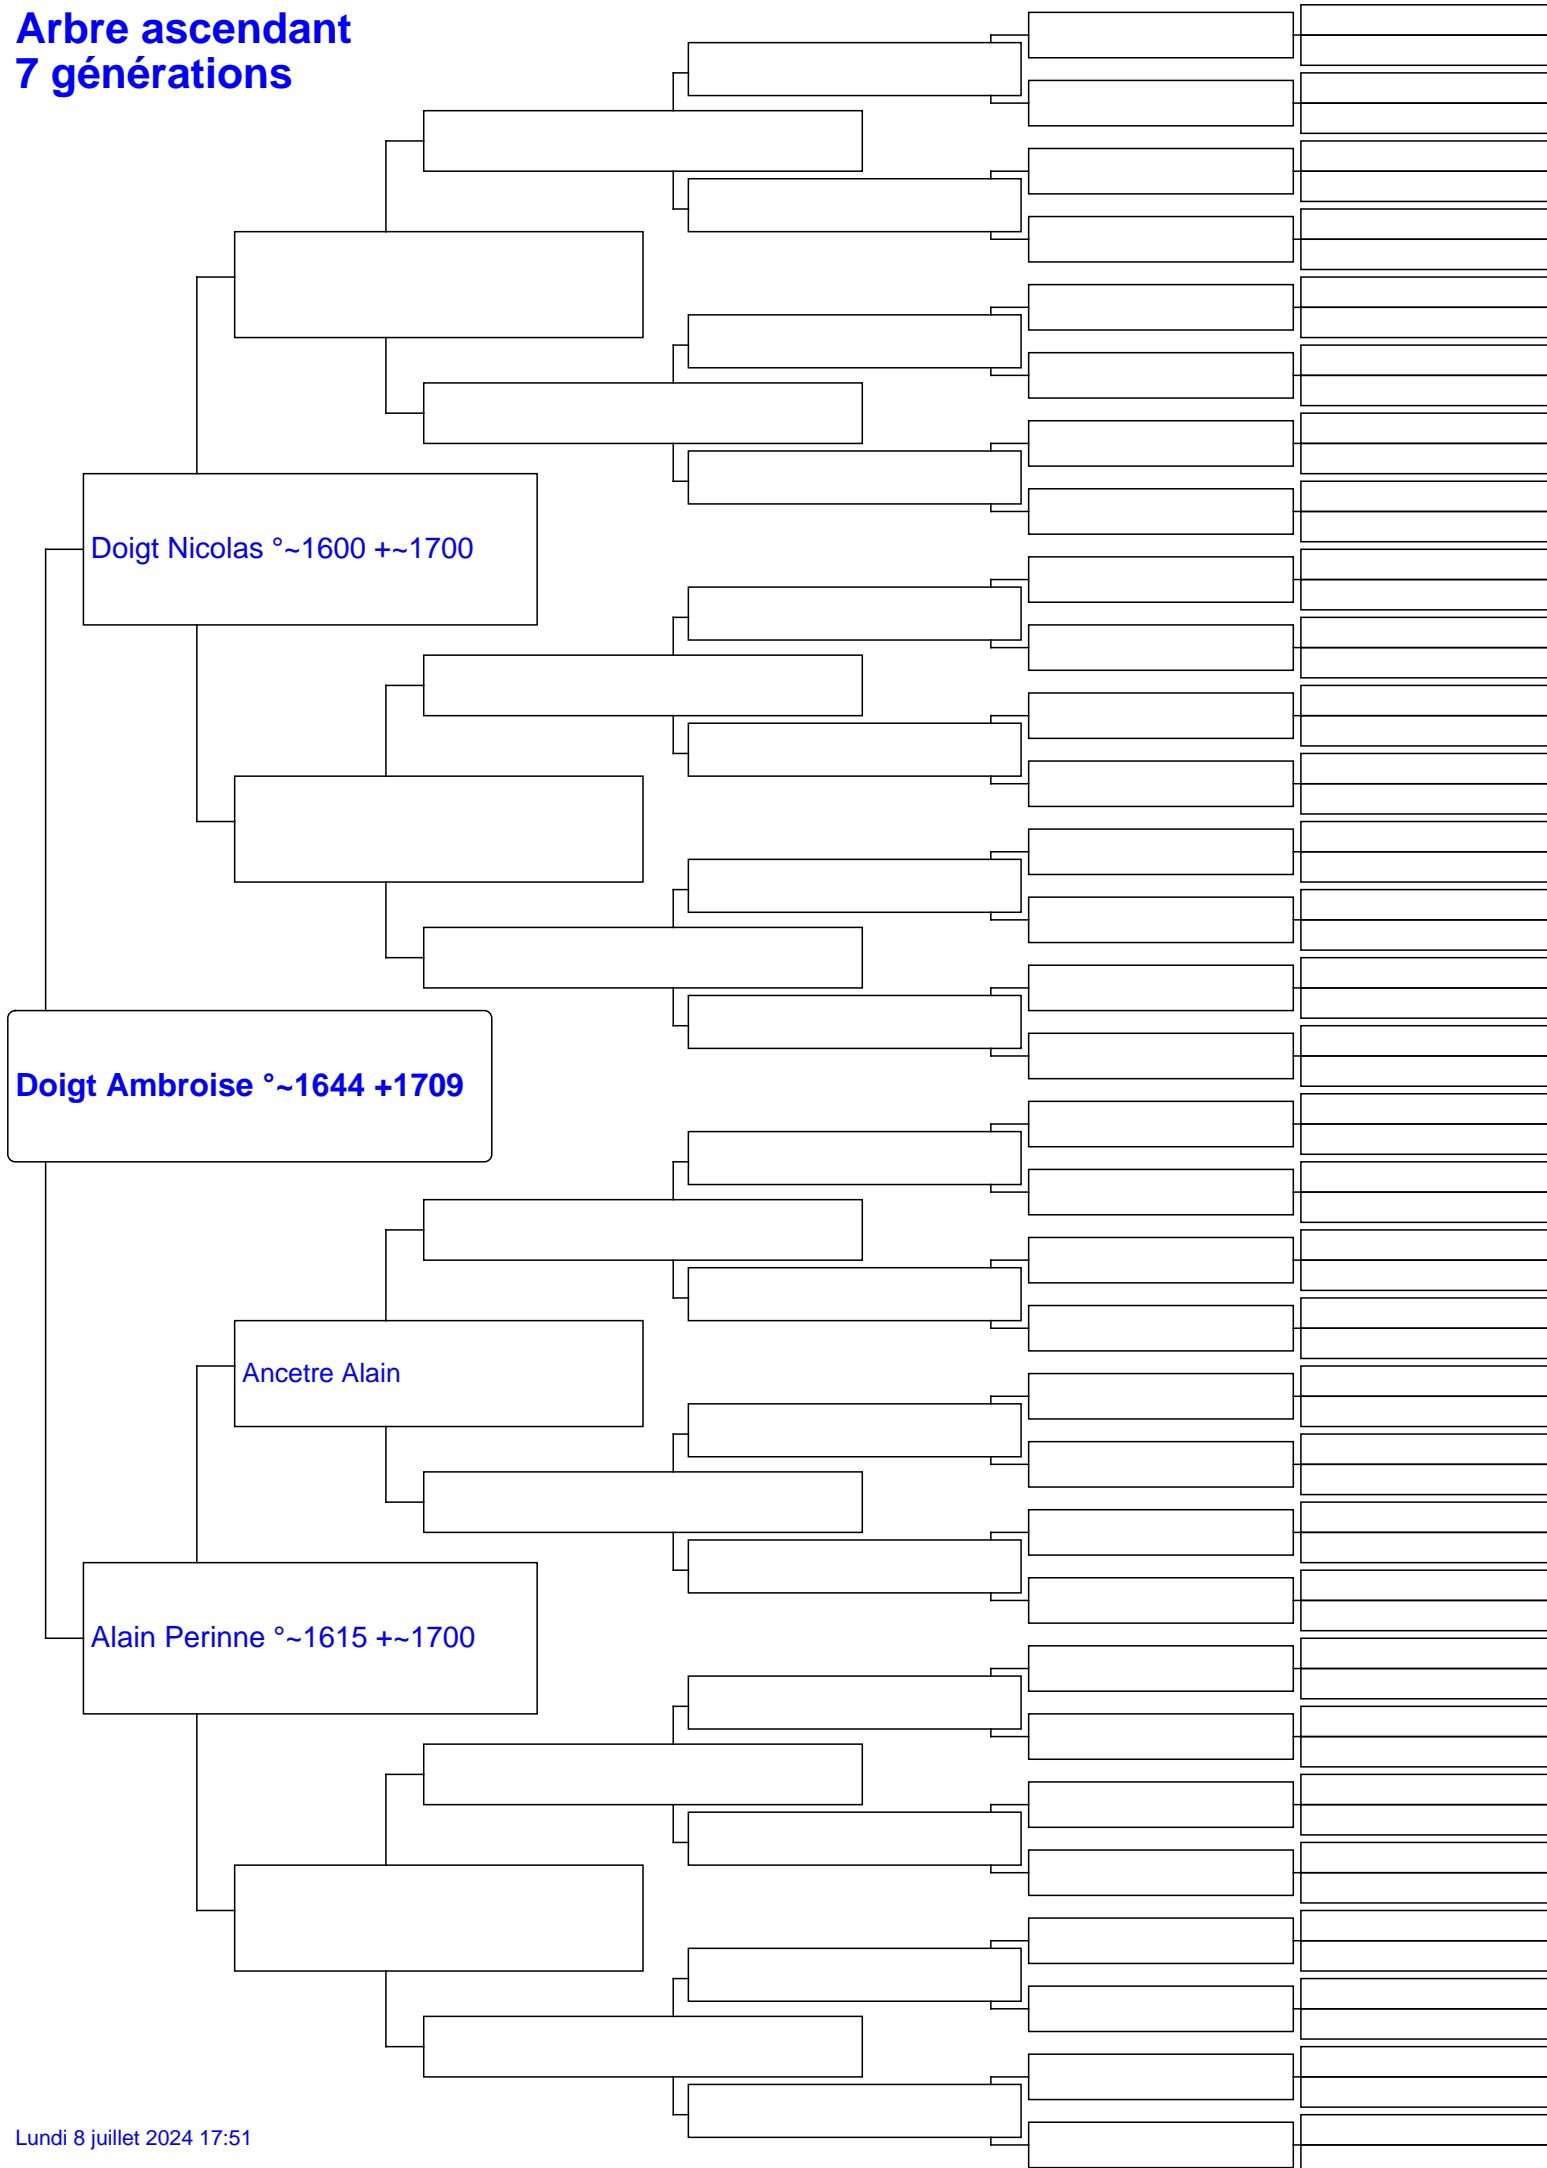 Arbre ascendant
7 générations
Doigt Nicolas °~1600 +~1700
Doigt Ambroise °~1644 +1709
Ancetre Alain
Alain Perinne °~1615 +~1700
Lundi 8 juillet 2024 17:51